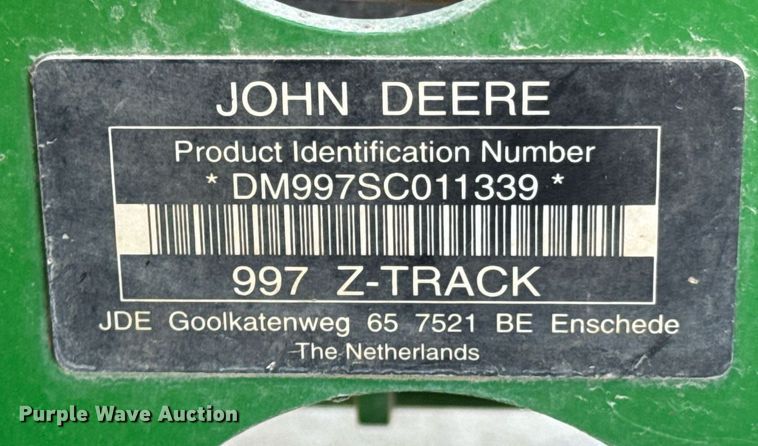 JOHN DEERE
Product Identification Number
* DM997SC011339 *
997 Z-TRACK
JDE Goolkatenweg 65 7521 BE Enschede
The Netherlands
Purple Wave Auction